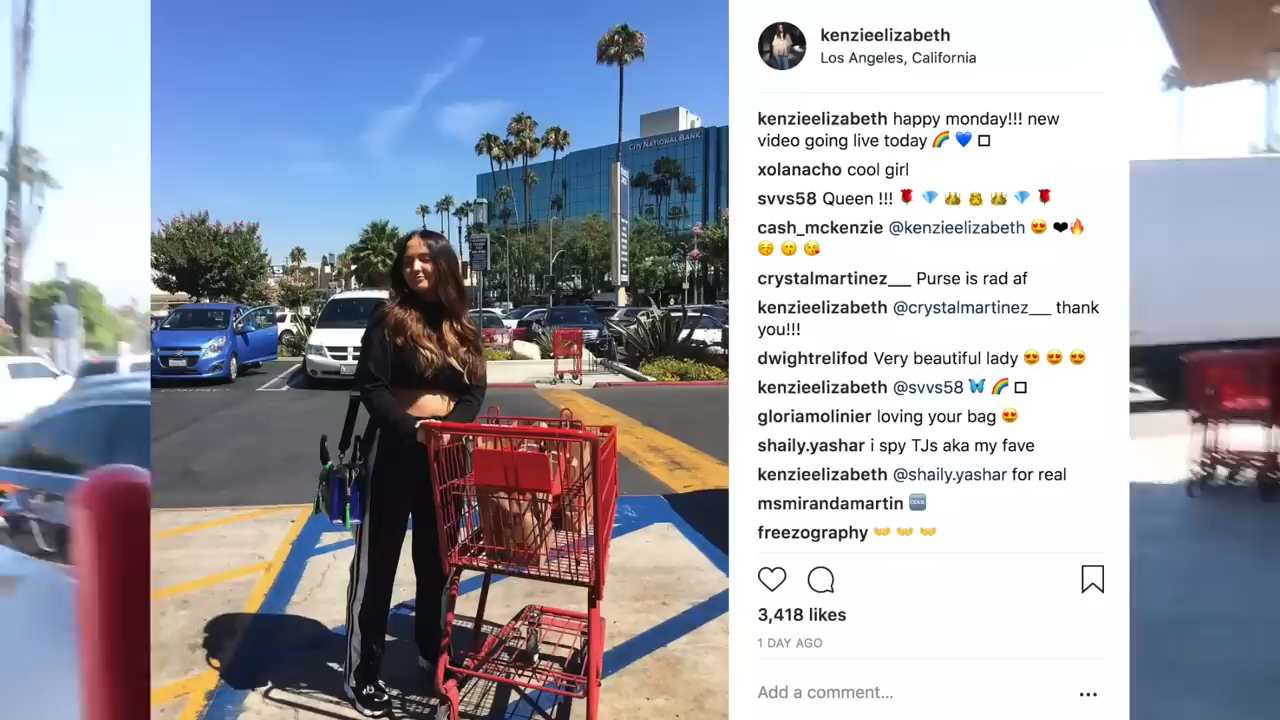 kenzieelizabeth
Los Angeles, California
kenzieelizabeth happy monday!!! new
video going live today 🌈 💙
xolanacho cool girl
svvs58 Queen !!! 🌹 💎 👑 👸 👑 💎 🌹
cash_mckenzie @kenzieelizabeth 😍 ❤🔥
☺️ 😋 😘
crystalmartinez___ Purse is rad af
kenzieelizabeth @crystalmartinez___ thank
you!!!
dwightrelifod Very beautiful lady 😍 😍 😍
kenzieelizabeth @svvs58 🦋 🌈
gloriamolinier loving your bag 😍
shaily.yashar i spy TJs aka my fave
kenzieelizabeth @shaily.yashar for real
msmirandamartin
freezography 👐 👐 👐
3,418 likes
1 DAY AGO
Add a comment...
CITY NATIONAL BANK